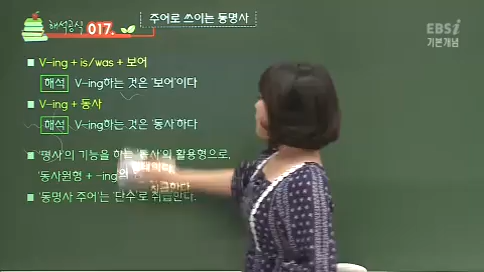 해석공식 017.
주어로 쓰이는 동명사
EBSi
기본개념
■ V-ing + is/was + 보어
해석 V-ing하는 것은 '보어'이다
■ V-ing + 동사
해석 V-ing하는 것은 '동사'하다
■ '명사'의 기능을 하는 '동사'의 활용형으로,
'동사원형 + -ing의
■ '동명사 주어'는 '단수'로 취급한다.